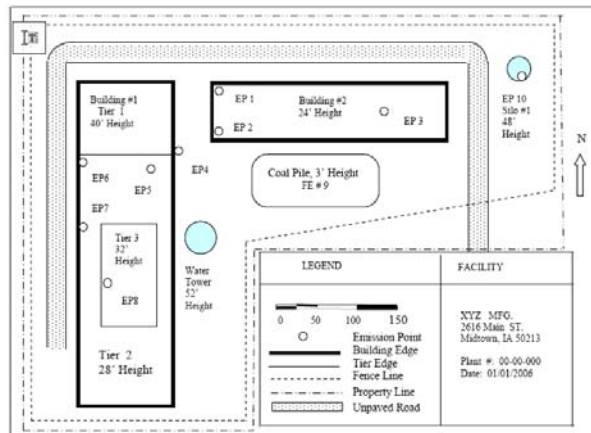 Building #1
Tier 1
40' Height
EP 1
EP 2
Building #2
24' Height
EP 3
EP 10
Silo #1
48'
Height
N
EP4
EP6
EP5
Coal Pile, 3' Height
FE # 9
EP7
Tier 3
32'
Height
EP8
Water
Tower
52'
Height
Tier 2
28' Height
LEGEND
0 50 100 150
Emission Point
Building Edge
Tier Edge
Fence Line
Property Line
Unpaved Road
FACILITY
XYZ MFG.
2616 Main ST.
Midtown, IA 50213
Plant #: 00-00-000
Date: 01/01/2006